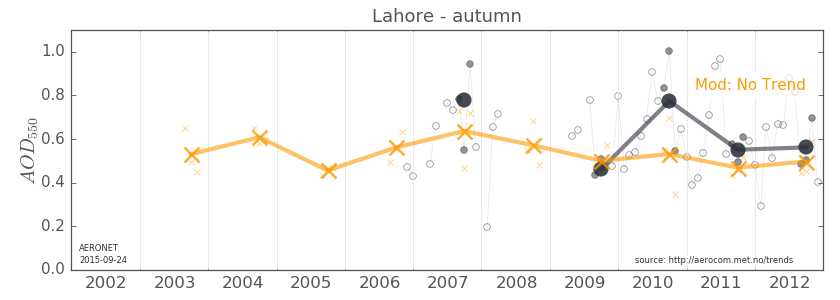 Lahore - autumn
AOD550
1.0
0.8
0.6
0.4
0.2
0.0
Mod: No Trend
AERONET
2015-09-24
source: http://aerocom.met.no/trends
2002 2003 2004 2005 2006 2007 2008 2009 2010 2011 2012